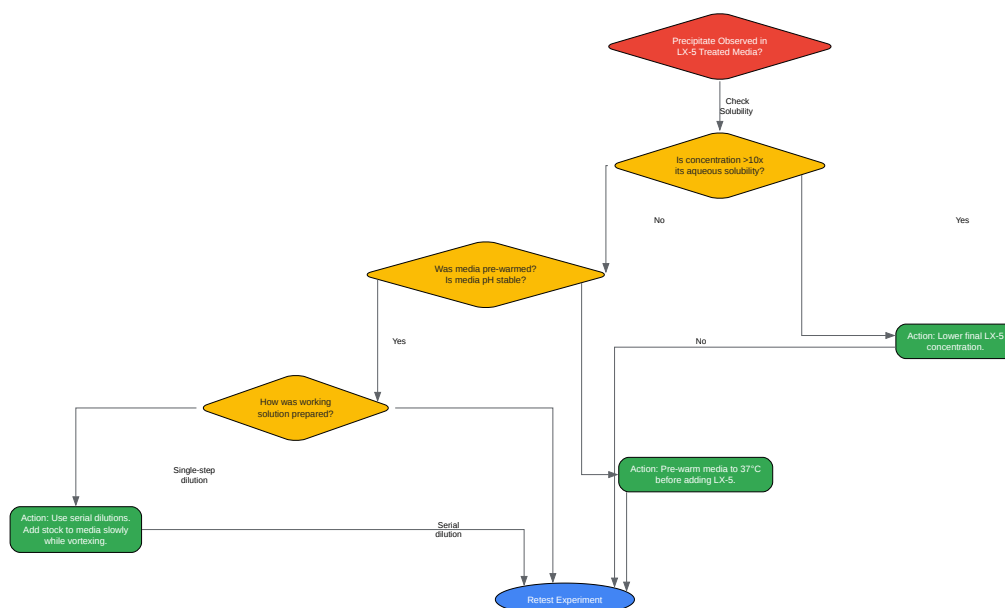 Precipitate Observed in
LX-5 Treated Media?
Check
Solubility
Is concentration >10x
its aqueous solubility?
No
Yes
Was media pre-warmed?
Is media pH stable?
Yes
No
Action: Lower final LX-5
concentration.
How was working
solution prepared?
Single-step
dilution
Action: Pre-warm media to 37°C
before adding LX-5.
Action: Use serial dilutions.
Add stock to media slowly
while vortexing.
Serial
dilution
Retest Experiment